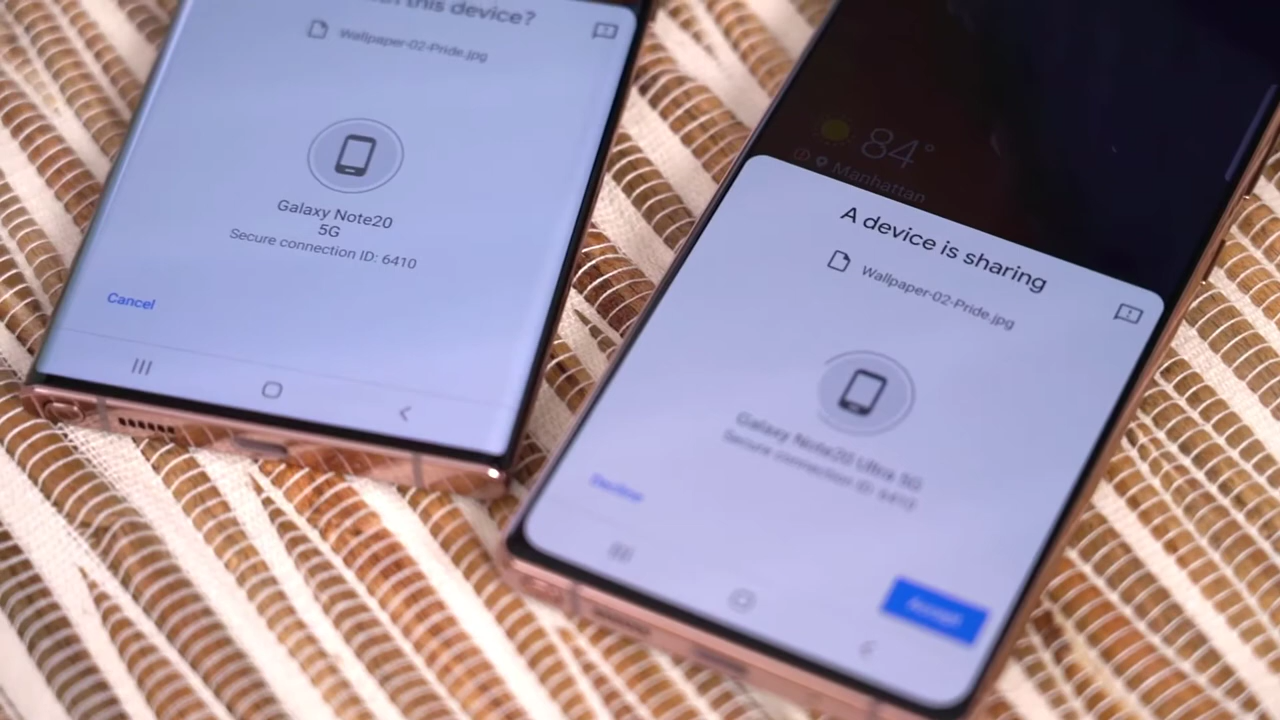 this device?
Wallpaper-02-Pride.jpg
Galaxy Note20
5G
Secure connection ID: 6410
Cancel
84°
Manhattan
A device is sharing
Wallpaper-02-Pride.jpg
Galaxy Note20 Ultra 5G
Secure connection ID:
Decline
Accept